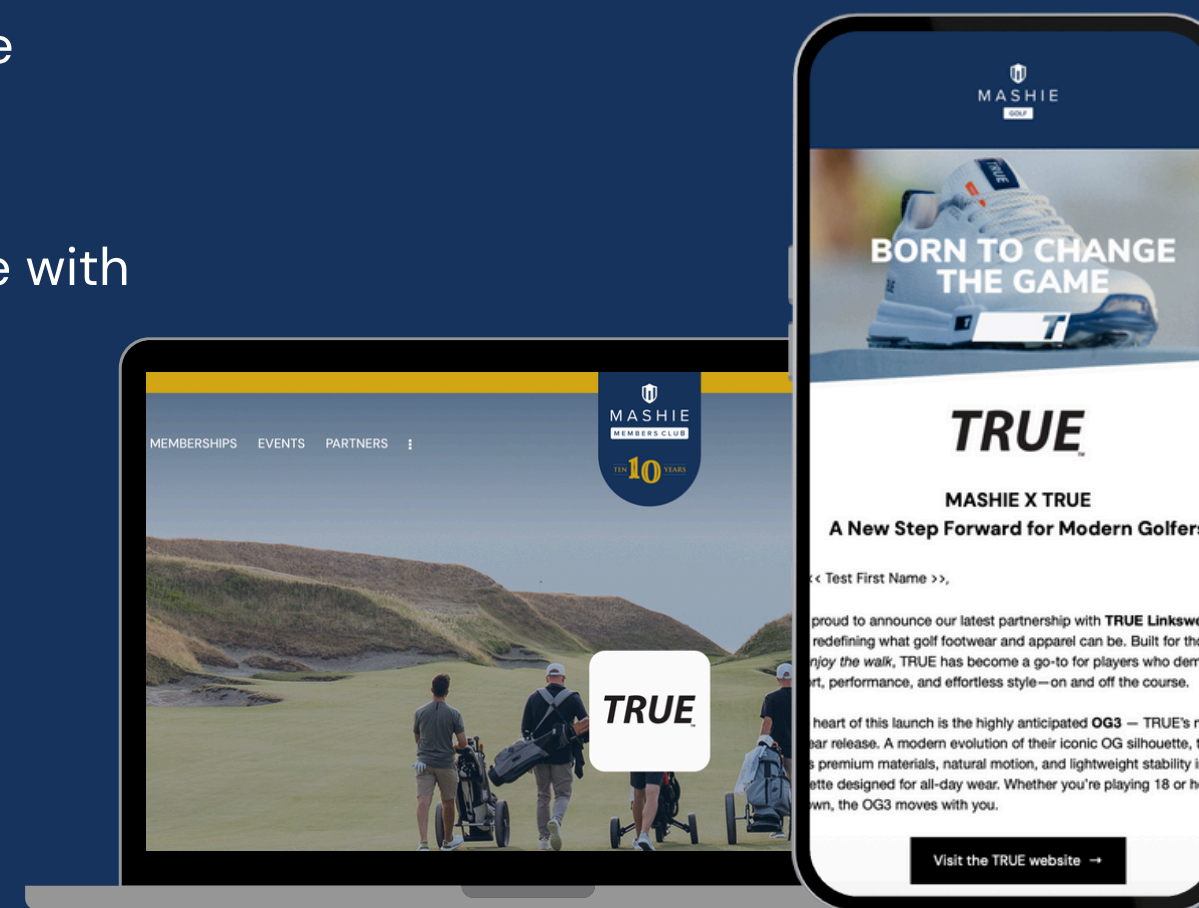 e
e with
MEMBERSHIPS EVENTS PARTNERS
MASHIE
MEMBERS CLUB
TEN 10 YEARS
TRUE
MASHIE
GOLF
TRUE
BORN TO CHANGE
THE GAME
T
TRUE
MASHIE X TRUE
A New Step Forward for Modern Golfers
<< Test First Name >>,
proud to announce our latest partnership with TRUE Linkswe
redefining what golf footwear and apparel can be. Built for tho
njoy the walk, TRUE has become a go-to for players who dem
rt, performance, and effortless style—on and off the course.
heart of this launch is the highly anticipated OG3 — TRUE's n
ear release. A modern evolution of their iconic OG silhouette, t
s premium materials, natural motion, and lightweight stability i
ette designed for all-day wear. Whether you're playing 18 or h
wn, the OG3 moves with you.
Visit the TRUE website →